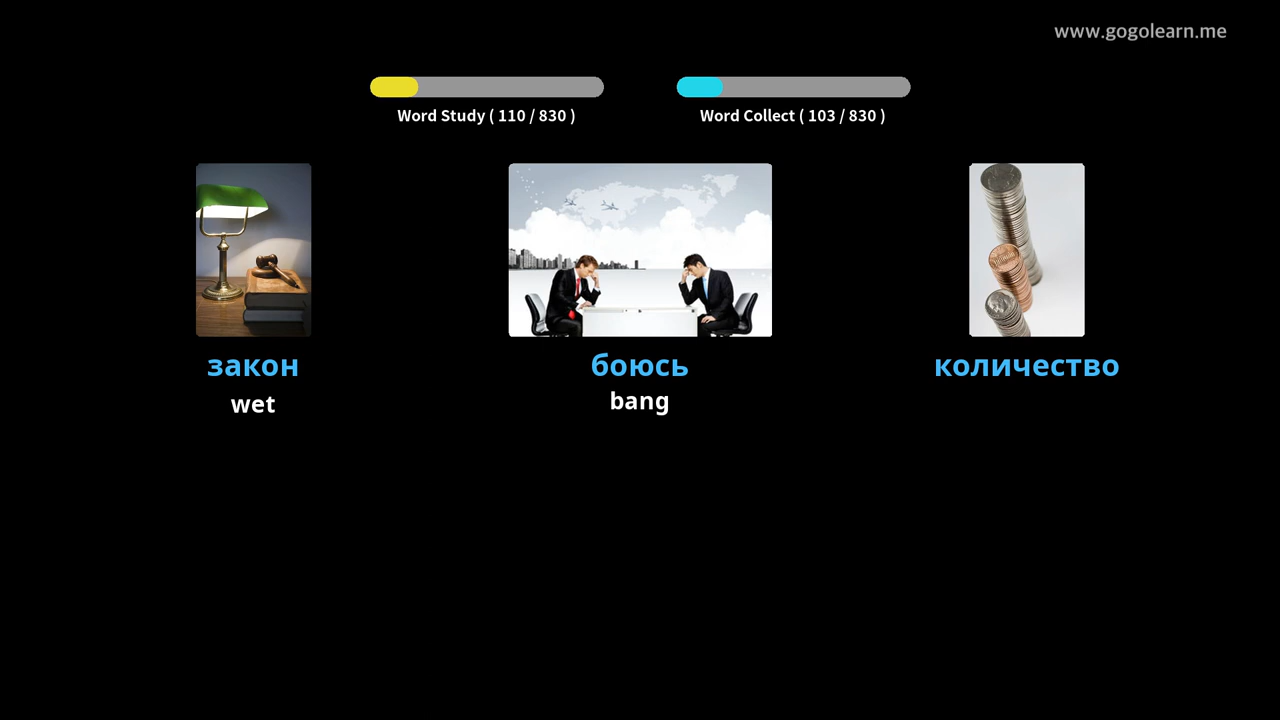 www.gogolearn.me
Word Study ( 110 / 830 )
Word Collect ( 103 / 830 )
закон
боюсь
количество
wet
bang